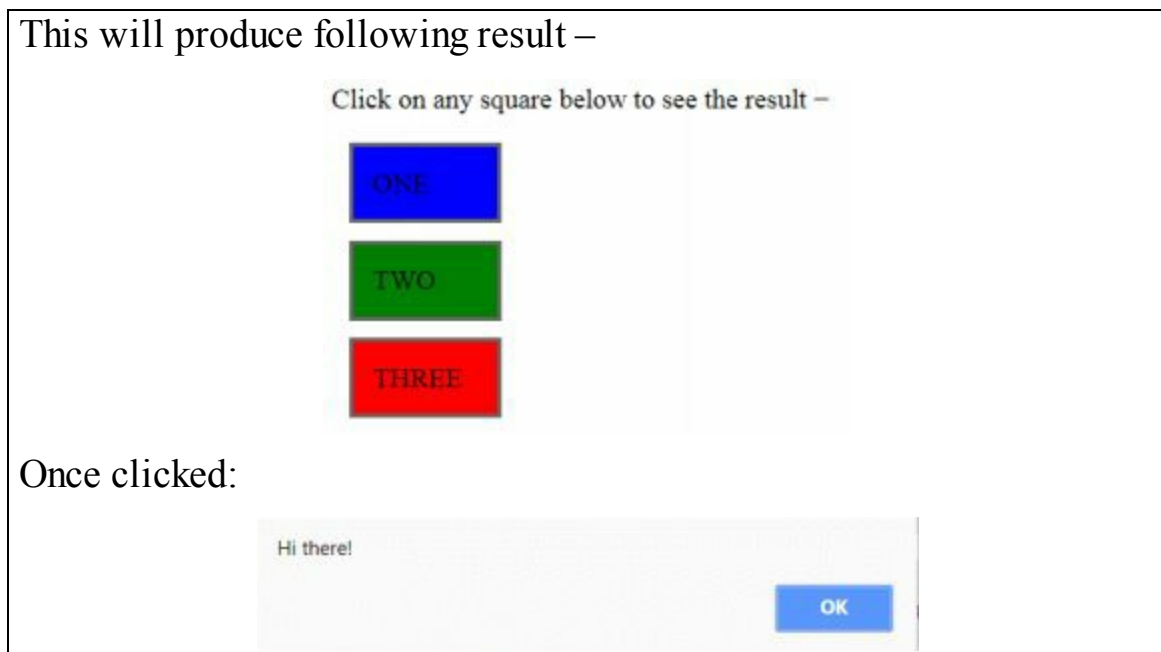 This will produce following result –
Click on any square below to see the result −
ONE
TWO
THREE
Once clicked:
Hi there!
OK